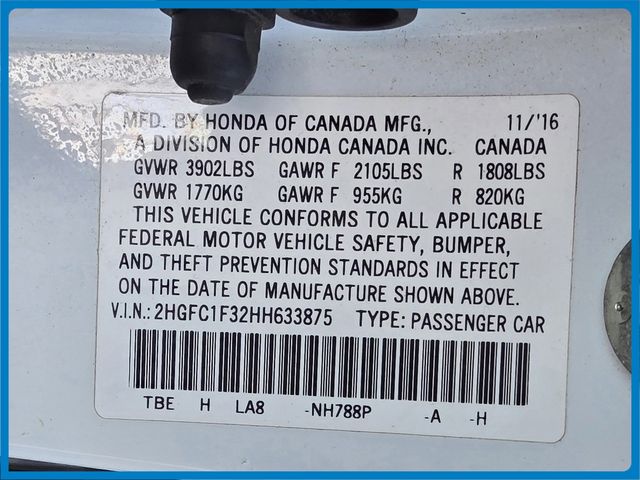 MFD. BY HONDA OF CANADA MFG., 11/'16
A DIVISION OF HONDA CANADA INC. CANADA
GVWR 3902LBS GAWR F 2105LBS R 1808LBS
GVWR 1770KG GAWR F 955KG R 820KG
THIS VEHICLE CONFORMS TO ALL APPLICABLE
FEDERAL MOTOR VEHICLE SAFETY, BUMPER,
AND THEFT PREVENTION STANDARDS IN EFFECT
ON THE DATE OF MANUFACTURE SHOWN ABOVE.
V.I.N.: 2HGFC1F32HH633875 TYPE: PASSENGER CAR
TBE H LA8 -NH788P -A -H